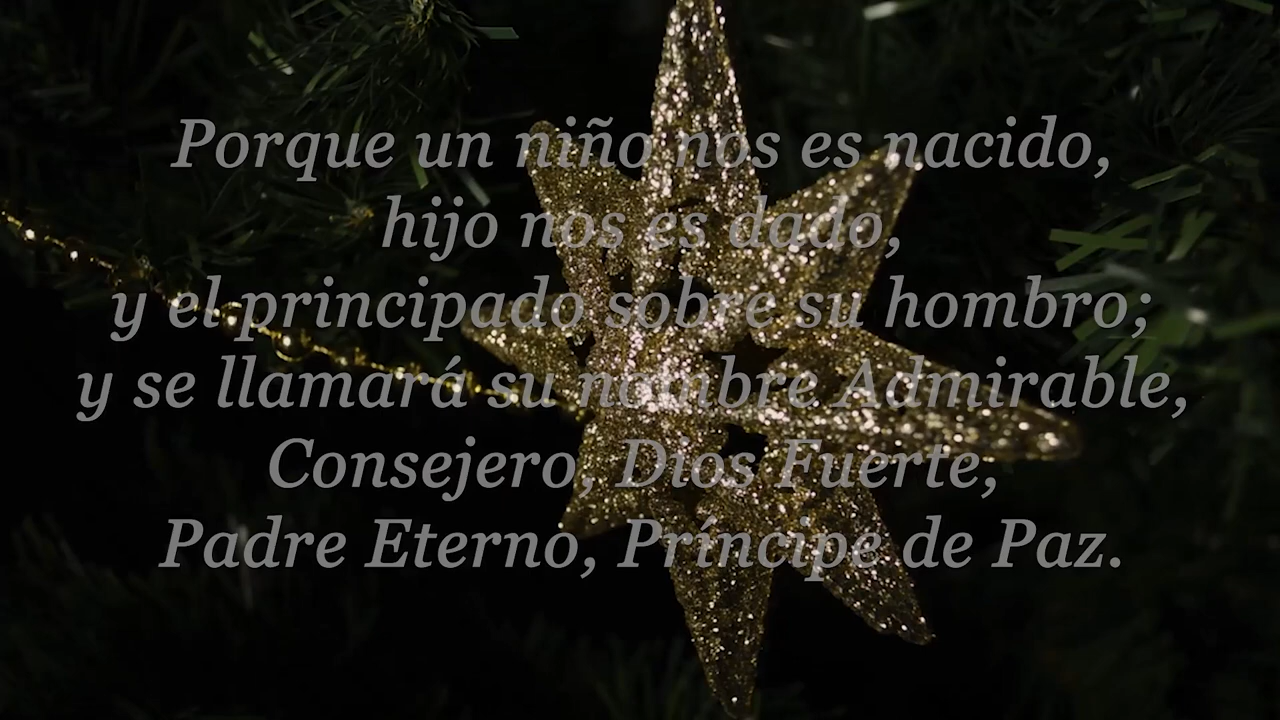 Porque un niño nos es nacido,
hijo nos es dado,
y el principado sobre su hombro;
y se llamará su nombre Admirable,
Consejero, Dios Fuerte,
Padre Eterno, Príncipe de Paz.